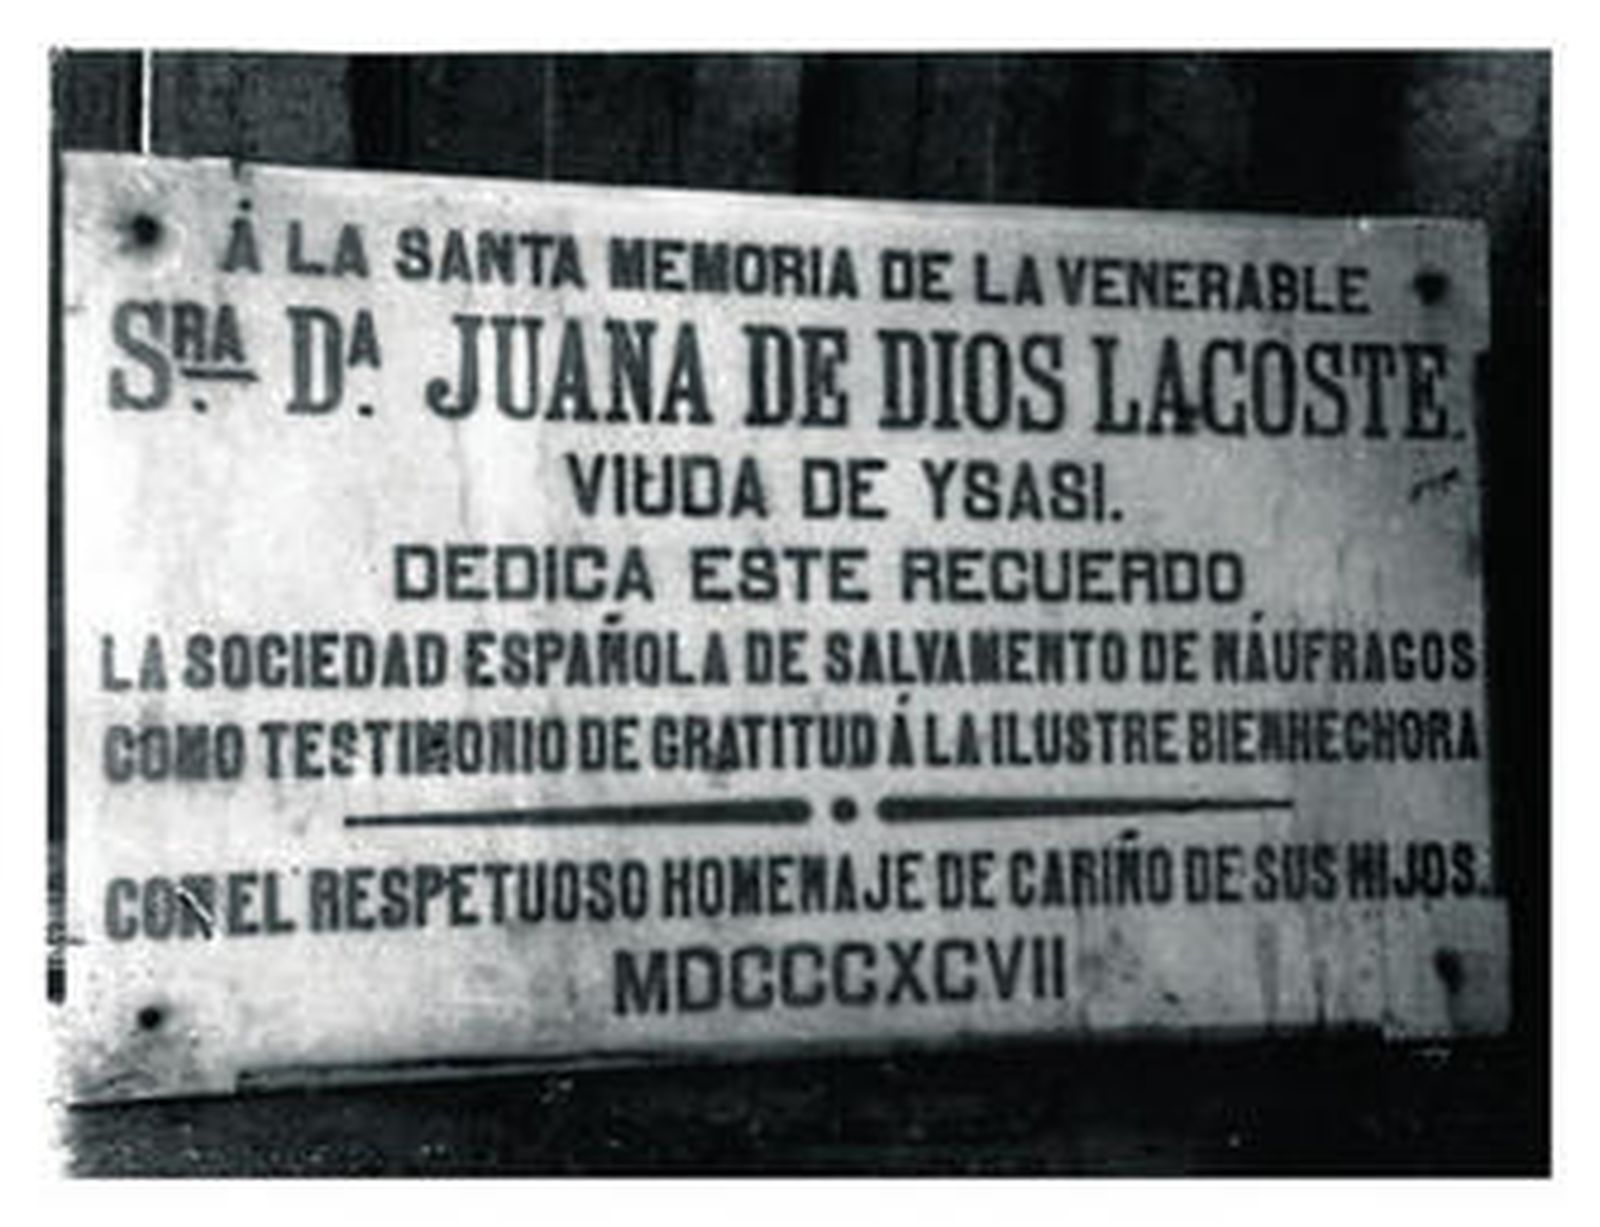 Á LA SANTA MEMORIA DE LA VENERABLE
SRA. DA. JUANA DE DIOS LACOSTE.
VIUDA DE YSASI.
DEDICA ESTE RECUERDO
LA SOCIEDAD ESPAÑOLA DE SALVAMENTO DE NÁUFRAGOS
COMO TESTIMONIO DE GRATITUD Á LA ILUSTRE BIENHECHORA
CON EL RESPETUOSO HOMENAJE DE CARIÑO DE SUS HIJOS.
MDCCCXCVII